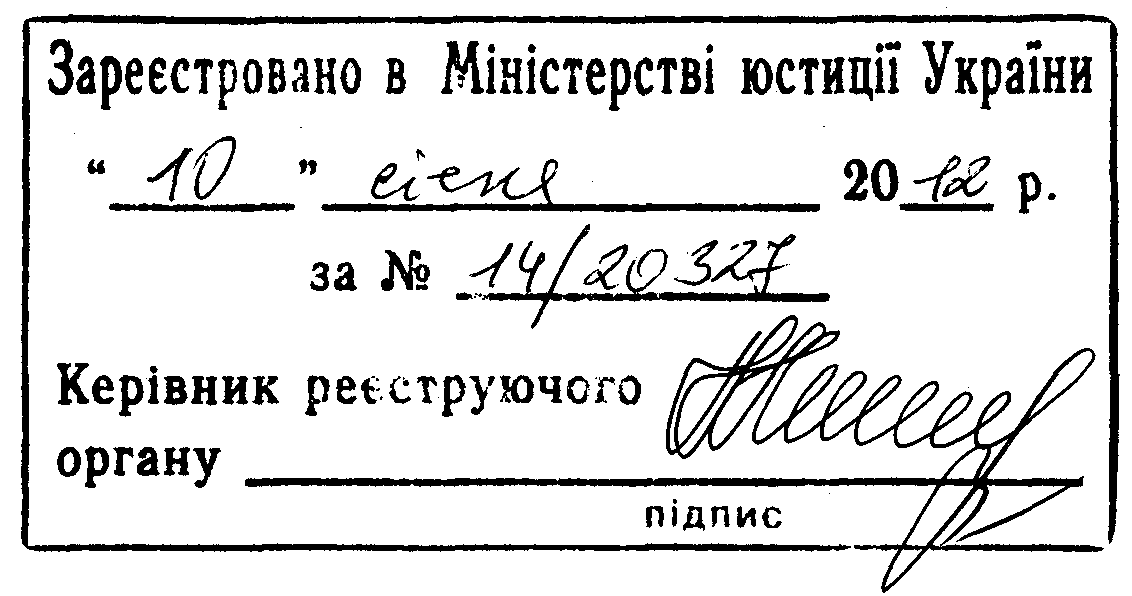 Зареєстровано в Міністерстві юстиції України
“ 10 ” січня 2012 р.
за № 14/20327
Керівник реєструючого
органу
підпис